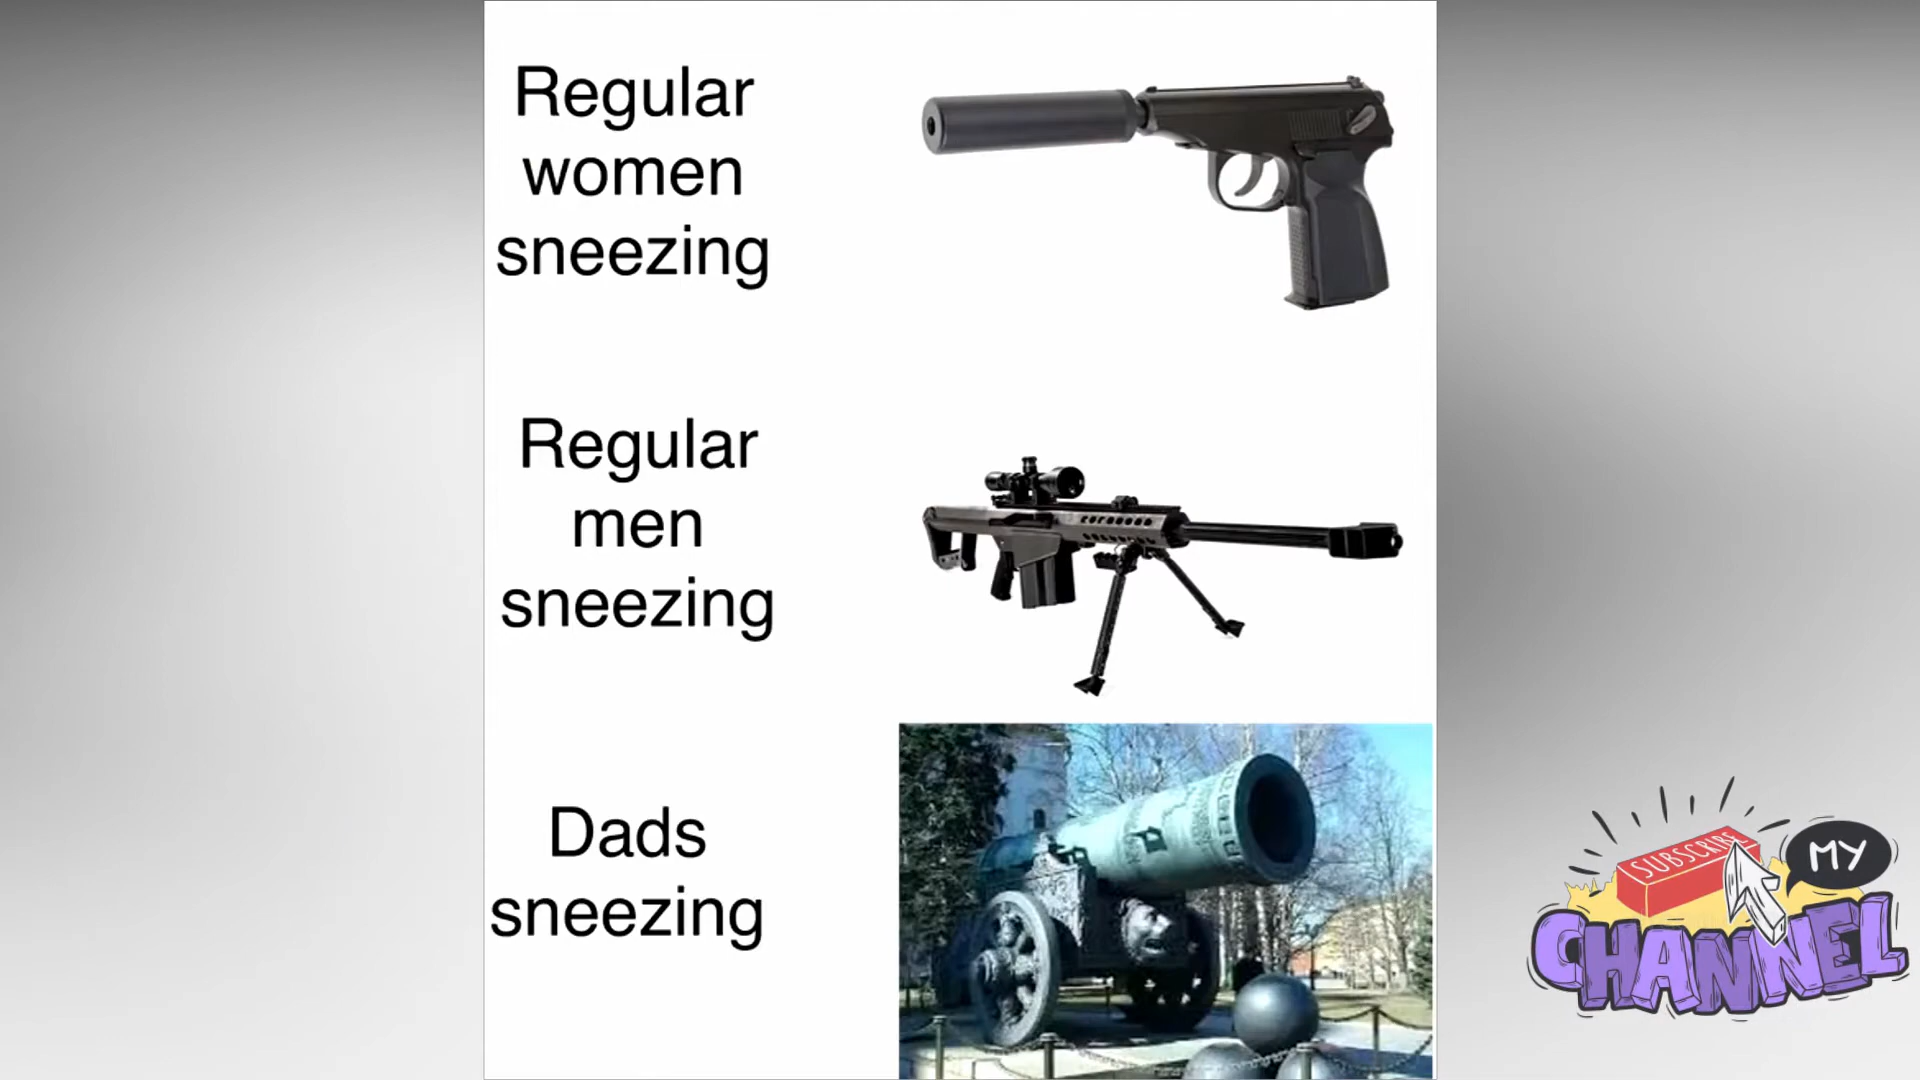 Regular
women
sneezing
Regular
men
sneezing
Dads
sneezing
SUBSCRIBE
MY
CHANNEL